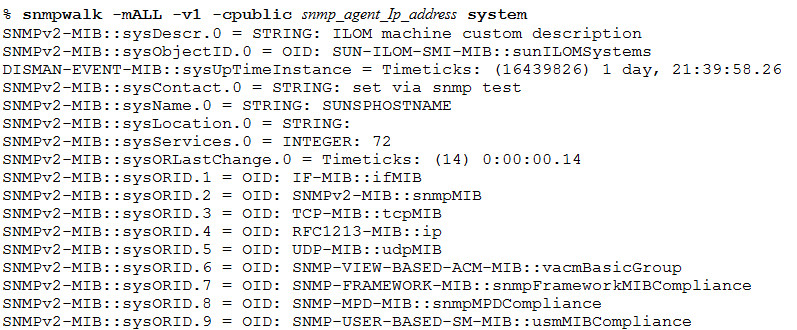 % snmpwalk -mALL -v1 -cpublic snmp_agent_Ip_address system
SNMPv2-MIB::sysDescr.0 = STRING: ILOM machine custom description
SNMPv2-MIB::sysObjectID.0 = OID: SUN-ILOM-SMI-MIB::sunILOMSystems
DISMAN-EVENT-MIB::sysUpTimeInstance = Timeticks: (16439826) 1 day, 21:39:58.26
SNMPv2-MIB::sysContact.0 = STRING: set via snmp test
SNMPv2-MIB::sysName.0 = STRING: SUNSPHOSTNAME
SNMPv2-MIB::sysLocation.0 = STRING:
SNMPv2-MIB::sysServices.0 = INTEGER: 72
SNMPv2-MIB::sysORLastChange.0 = Timeticks: (14) 0:00:00.14
SNMPv2-MIB::sysORID.1 = OID: IF-MIB::ifMIB
SNMPv2-MIB::sysORID.2 = OID: SNMPv2-MIB::snmpMIB
SNMPv2-MIB::sysORID.3 = OID: TCP-MIB::tcpMIB
SNMPv2-MIB::sysORID.4 = OID: RFC1213-MIB::ip
SNMPv2-MIB::sysORID.5 = OID: UDP-MIB::udpMIB
SNMPv2-MIB::sysORID.6 = OID: SNMP-VIEW-BASED-ACM-MIB::vacmBasicGroup
SNMPv2-MIB::sysORID.7 = OID: SNMP-FRAMEWORK-MIB::snmpFrameworkMIBCompliance
SNMPv2-MIB::sysORID.8 = OID: SNMP-MPD-MIB::snmpMPDCompliance
SNMPv2-MIB::sysORID.9 = OID: SNMP-USER-BASED-SM-MIB::usmMIBCompliance